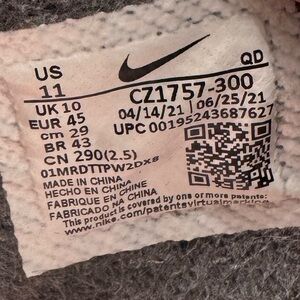 US
11
QD
CZ1757-300
UK 10
04/14/21 06/25/21
EUR 45
UPC 00195243687627
cm 29
BR 43
CN 290(2.5)
01MRDTTPW2DX8
MADE IN CHINA
HECHO EN CHINA
FABRIQUÉ EN CHINE
FABRICADO NA CHINA
This product is covered by one or more patents:
www.nike.com/patentsvirtualmarking